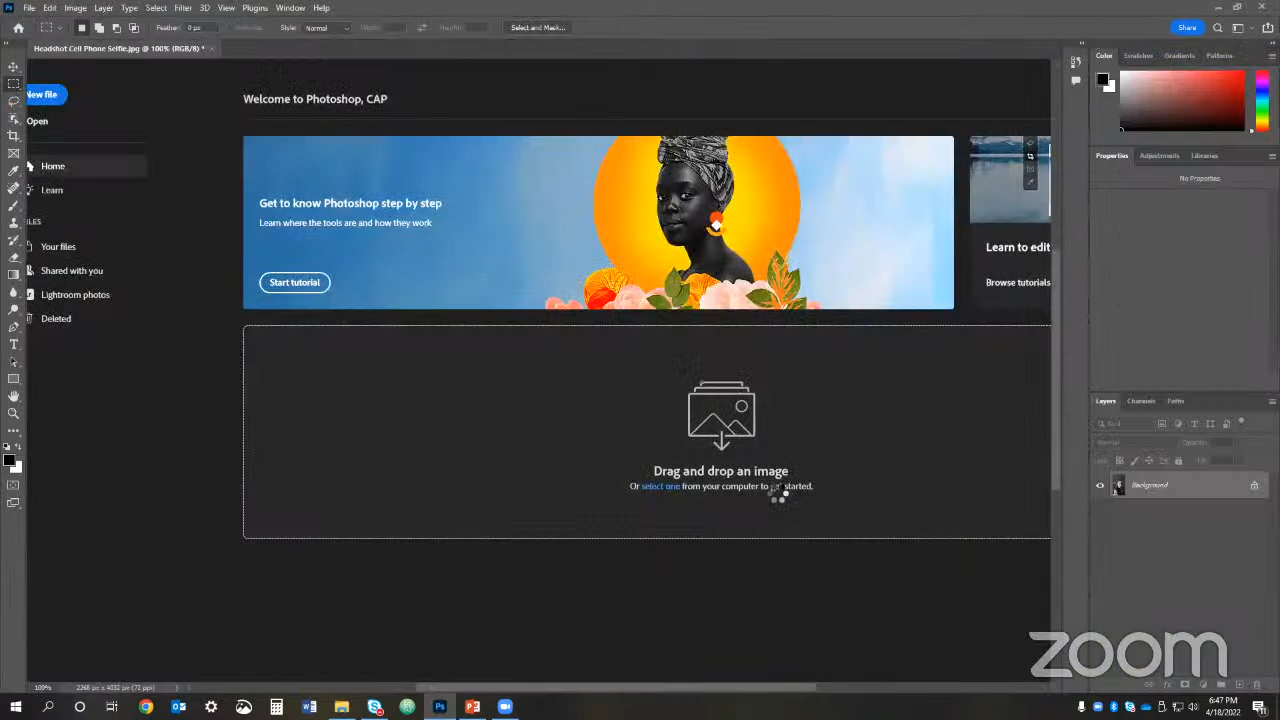 File Edit Image Layer Type Select Filter 3D View Plugins Window Help
Feather: 0 px Style: Normal Width: Height: Select and Mask... Share
Headshot Cell Phone Selfie.jpg @ 100% (RGB/8) *
Color Swatches Gradients Patterns
New file
Open
Home
Learn
Your files
Shared with you
Lightroom photos
Deleted
Welcome to Photoshop, CAP
Get to know Photoshop step by step
Learn where the tools are and how they work
Start tutorial
Learn to edit
Browse tutorials
Drag and drop an image
Or select one from your computer to get started.
Properties Adjustments Libraries
No Properties
Layers Channels Paths
Kind
Normal Opacity:
Background
100% 2268 px x 4032 px (72 ppi)
zoom
6:47 PM
4/18/2022